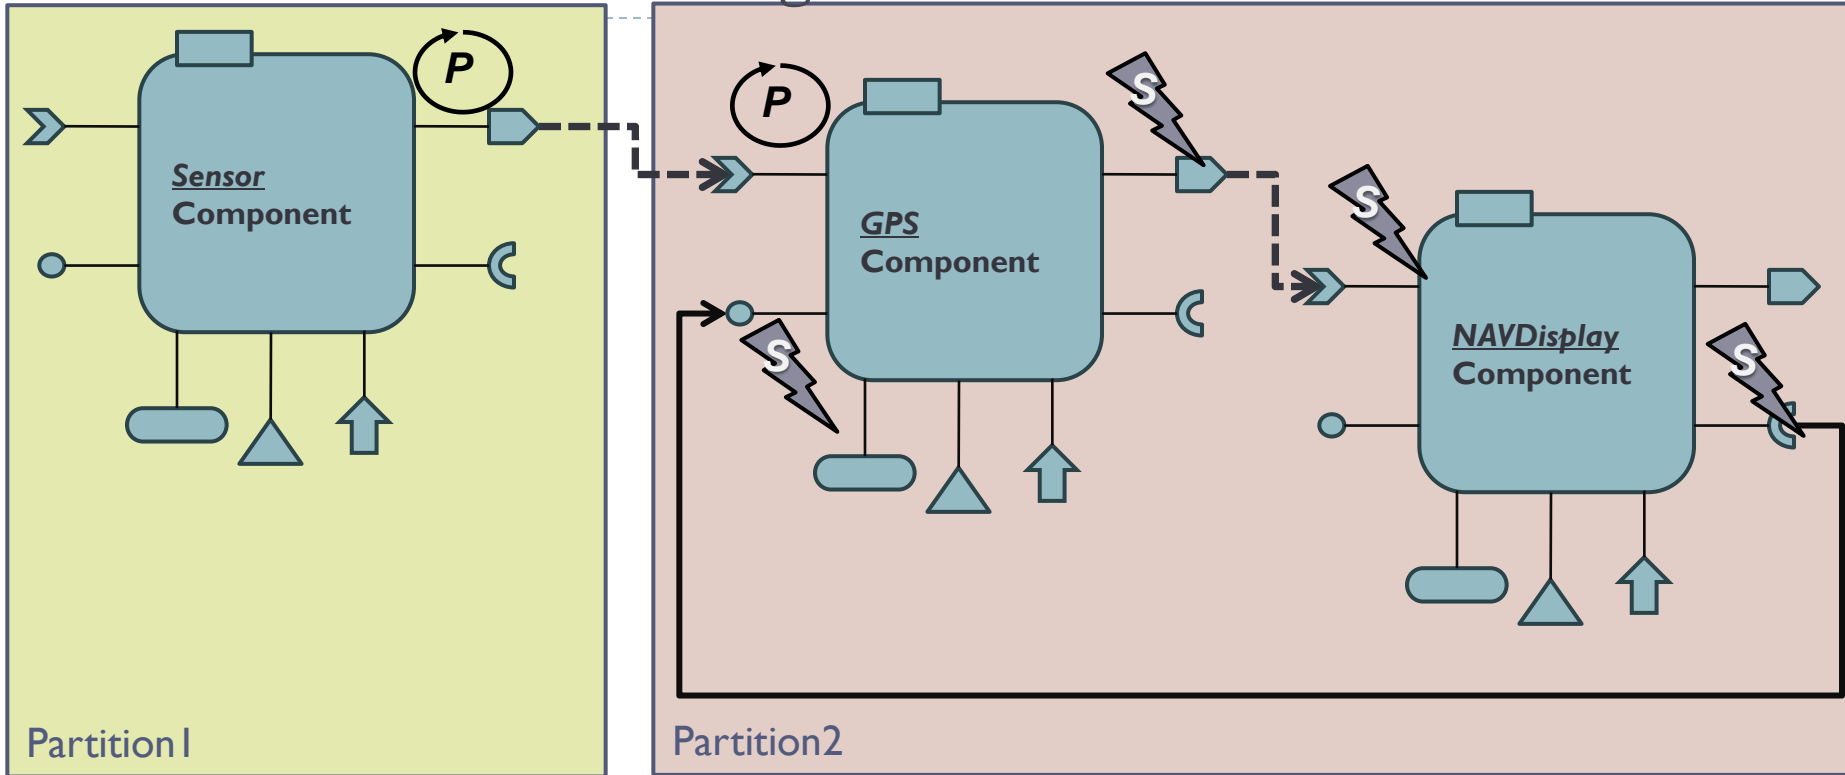 P
Sensor
Component
Partition1
P
S
GPS
Component
S
S
NAVDisplay
Component
S
Partition2